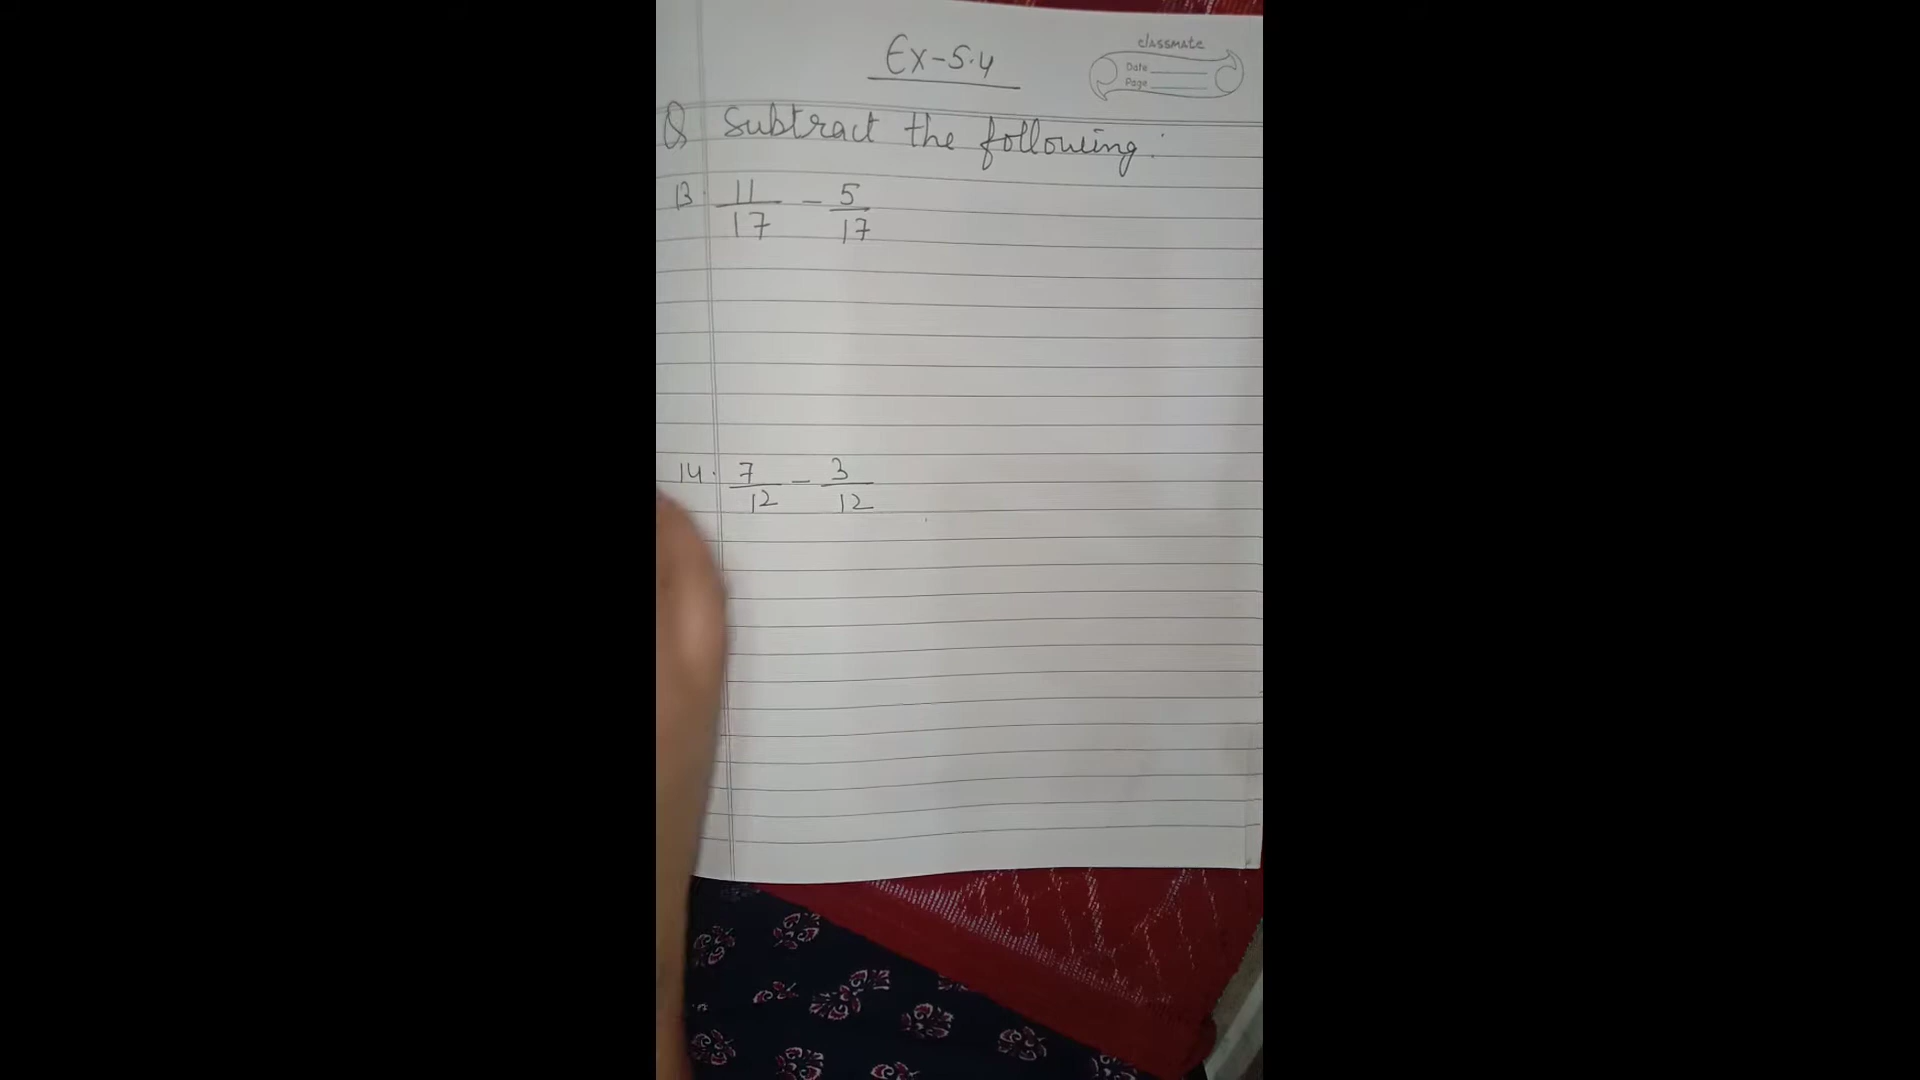 Ex-5.4
classmate
Date
Page
Q Subtract the following:
13. 11/17 - 5/17
14. 7/12 - 3/12